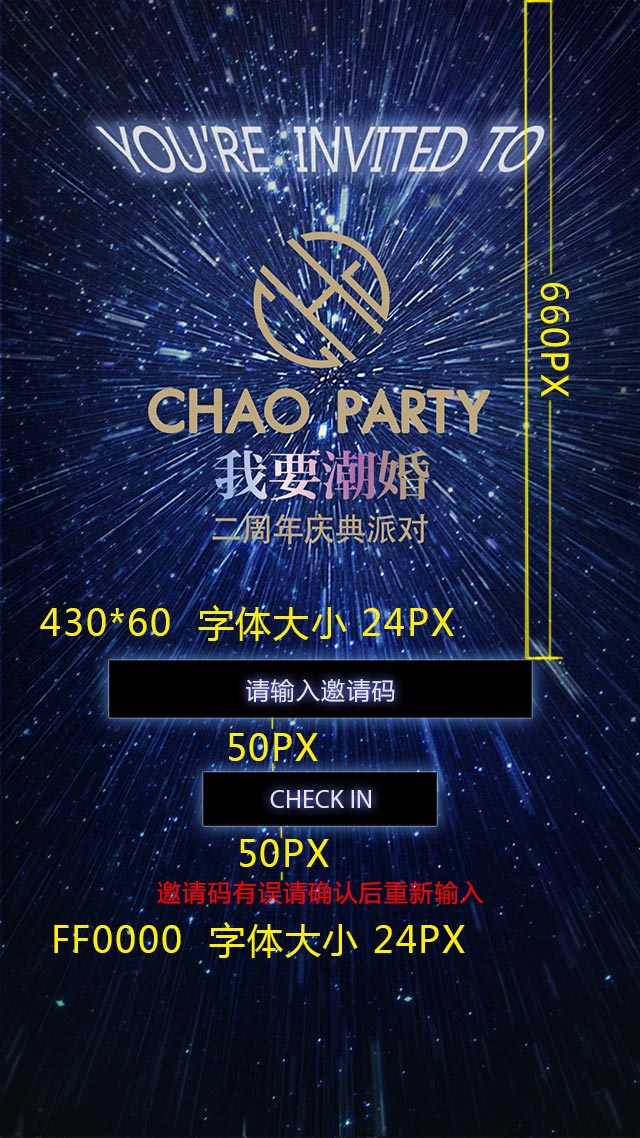 YOU'RE INVITED TO
660PX
CHAO PARTY
我要潮婚
二周年庆典派对
430*60 字体大小 24PX
请输入邀请码
50PX
CHECK IN
50PX
邀请码有误请确认后重新输入
FF0000 字体大小 24PX